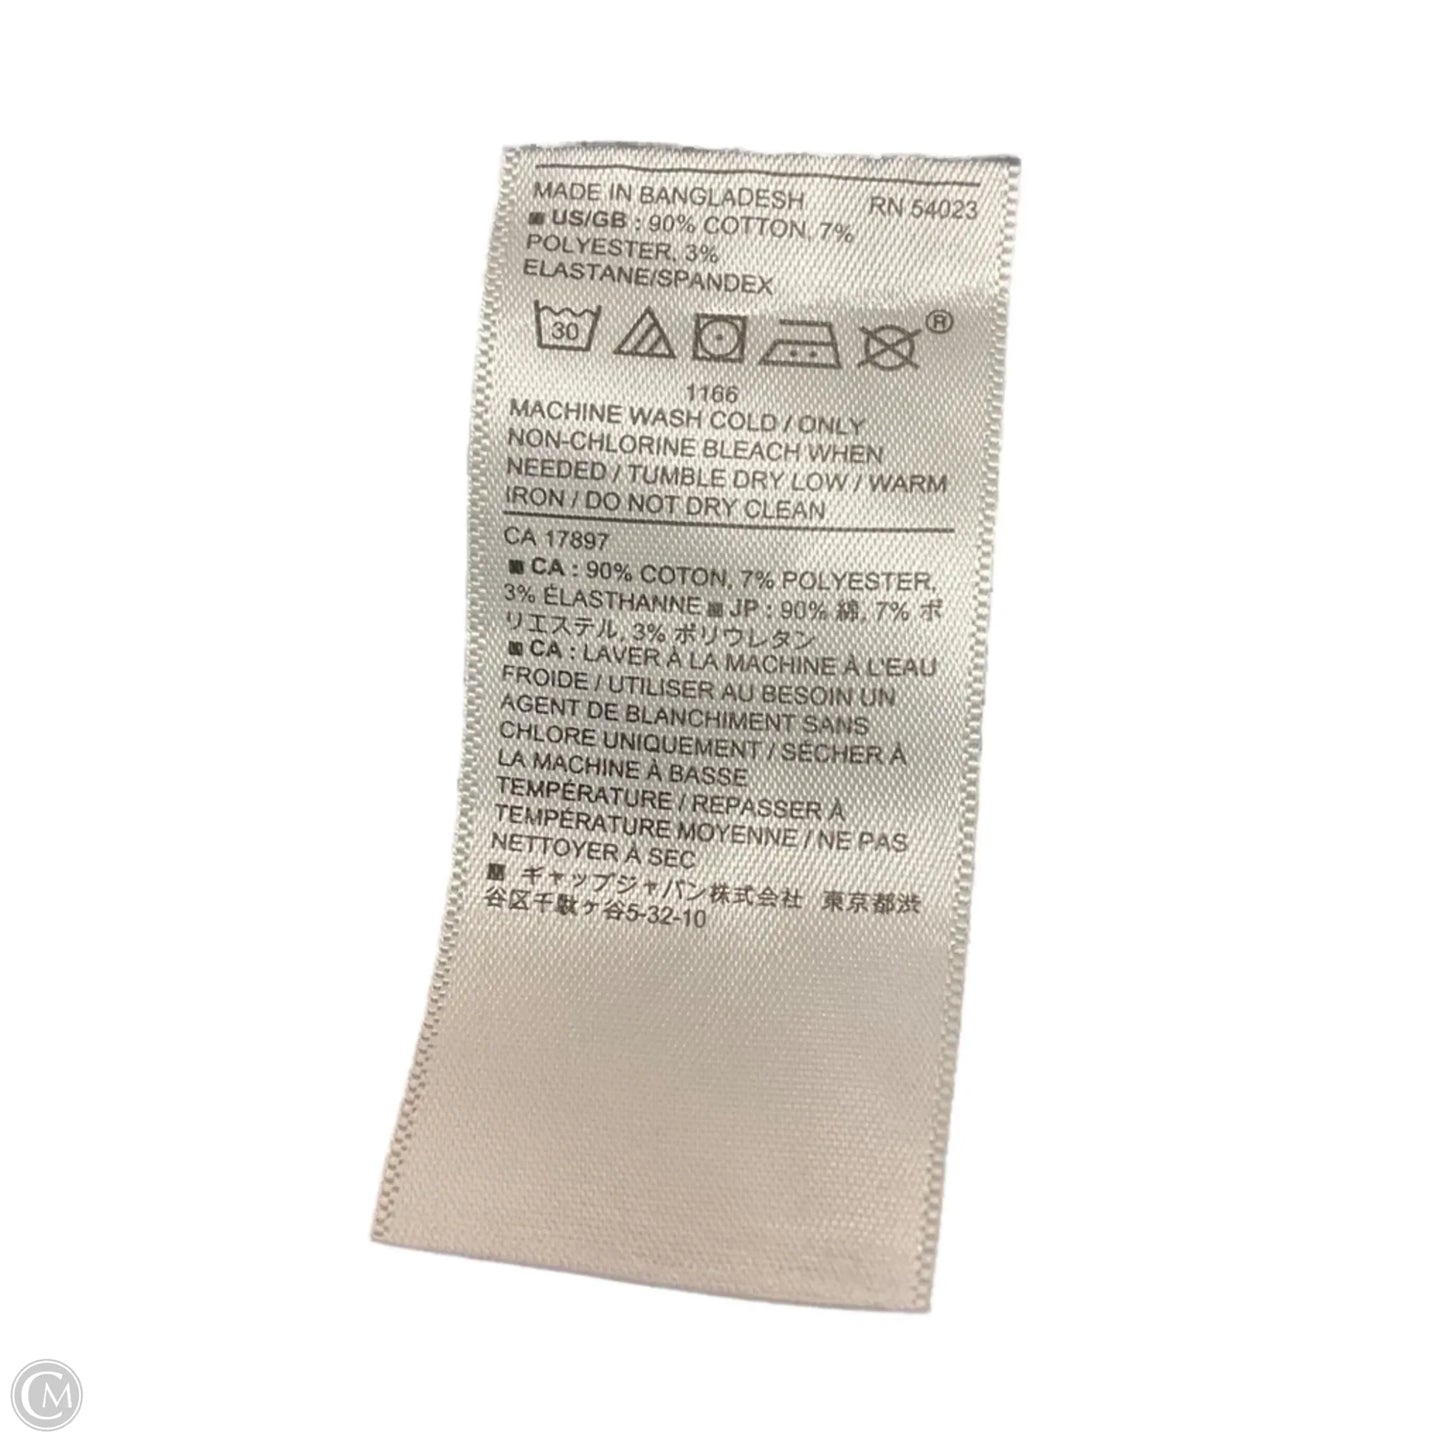 MADE IN BANGLADESH RN 54023
US/GB : 90% COTTON, 7%
POLYESTER, 3%
ELASTANE/SPANDEX
30 ®
1166
MACHINE WASH COLD / ONLY
NON-CHLORINE BLEACH WHEN
NEEDED / TUMBLE DRY LOW / WARM
IRON / DO NOT DRY CLEAN
CA 17897
CA : 90% COTON, 7% POLYESTER,
3% ÉLASTHANNE JP : 90% 綿, 7% ポ
リエステル, 3% ポリウレタン
CA : LAVER À LA MACHINE À L'EAU
FROIDE / UTILISER AU BESOIN UN
AGENT DE BLANCHIMENT SANS
CHLORE UNIQUEMENT / SÉCHER À
LA MACHINE À BASSE
TEMPÉRATURE / REPASSER À
TEMPÉRATURE MOYENNE / NE PAS
NETTOYER À SEC
ギャップジャパン株式会社 東京都渋
谷区千駄ケ谷5-32-10
CM